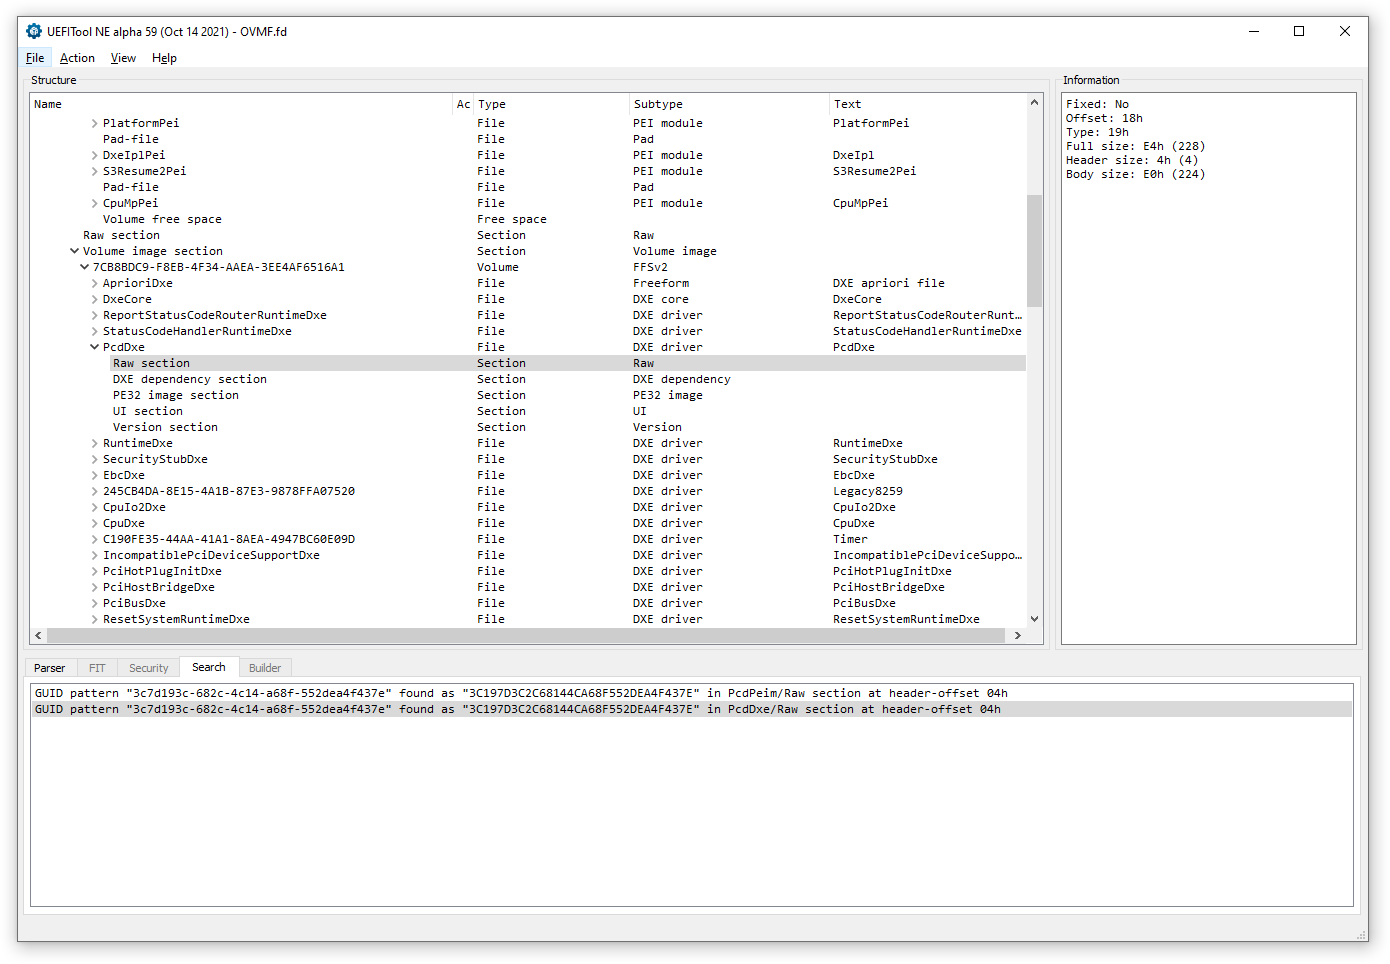 UEFITool NE alpha 59 (Oct 14 2021) - OVMF.fd
File Action View Help
Structure
Name Ac Type Subtype Text
PlatformPei File PEI module PlatformPei
Pad-file File Pad
DxeIplPei File PEI module DxeIpl
S3Resume2Pei File PEI module S3Resume2Pei
Pad-file File Pad
CpuMpPei File PEI module CpuMpPei
Volume free space Free space
Raw section Section Raw
Volume image section Section Volume image
7CB8BDC9-F8EB-4F34-AAEA-3EE4AF6516A1 Volume FFSv2
AprioriDxe File Freeform DXE apriori file
DxeCore File DXE core DxeCore
ReportStatusCodeRouterRuntimeDxe File DXE driver ReportStatusCodeRouterRunt…
StatusCodeHandlerRuntimeDxe File DXE driver StatusCodeHandlerRuntimeDxe
PcdDxe File DXE driver PcdDxe
Raw section Section Raw
DXE dependency section Section DXE dependency
PE32 image section Section PE32 image
UI section Section UI
Version section Section Version
RuntimeDxe File DXE driver RuntimeDxe
SecurityStubDxe File DXE driver SecurityStubDxe
EbcDxe File DXE driver EbcDxe
245CB4DA-8E15-4A1B-87E3-9878FFA07520 File DXE driver Legacy8259
CpuIo2Dxe File DXE driver CpuIo2Dxe
CpuDxe File DXE driver CpuDxe
C190FE35-44AA-41A1-8AEA-4947BC60E09D File DXE driver Timer
IncompatiblePciDeviceSupportDxe File DXE driver IncompatiblePciDeviceSuppo…
PciHotPlugInitDxe File DXE driver PciHotPlugInitDxe
PciHostBridgeDxe File DXE driver PciHostBridgeDxe
PciBusDxe File DXE driver PciBusDxe
ResetSystemRuntimeDxe File DXE driver ResetSystemRuntimeDxe
Information
Fixed: No
Offset: 18h
Type: 19h
Full size: E4h (228)
Header size: 4h (4)
Body size: E0h (224)
Parser FIT Security Search Builder
GUID pattern "3c7d193c-682c-4c14-a68f-552dea4f437e" found as "3C197D3C2C68144CA68F552DEA4F437E" in PcdPeim/Raw section at header-offset 04h
GUID pattern "3c7d193c-682c-4c14-a68f-552dea4f437e" found as "3C197D3C2C68144CA68F552DEA4F437E" in PcdDxe/Raw section at header-offset 04h